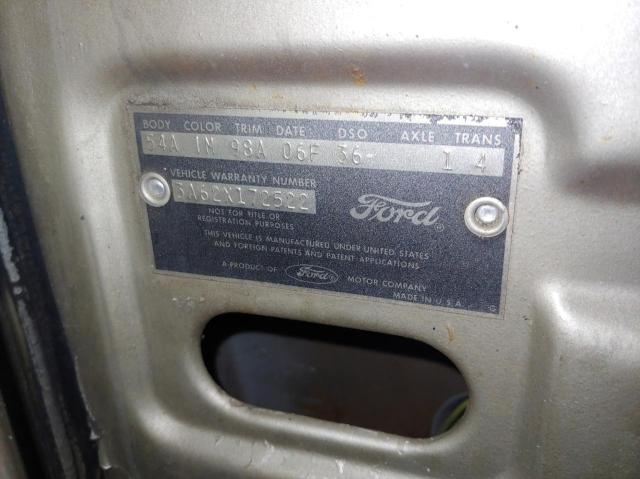 BODY COLOR TRIM DATE DSO AXLE TRANS
54A 1M 98A 06F 36- 1 4
VEHICLE WARRANTY NUMBER
5A62X172522
NOT FOR TITLE OR
REGISTRATION PURPOSES
Ford®
THIS VEHICLE IS MANUFACTURED UNDER UNITED STATES
AND FOREIGN PATENTS AND PATENT APPLICATIONS
A PRODUCT OF Ford® MOTOR COMPANY
MADE IN U.S.A.